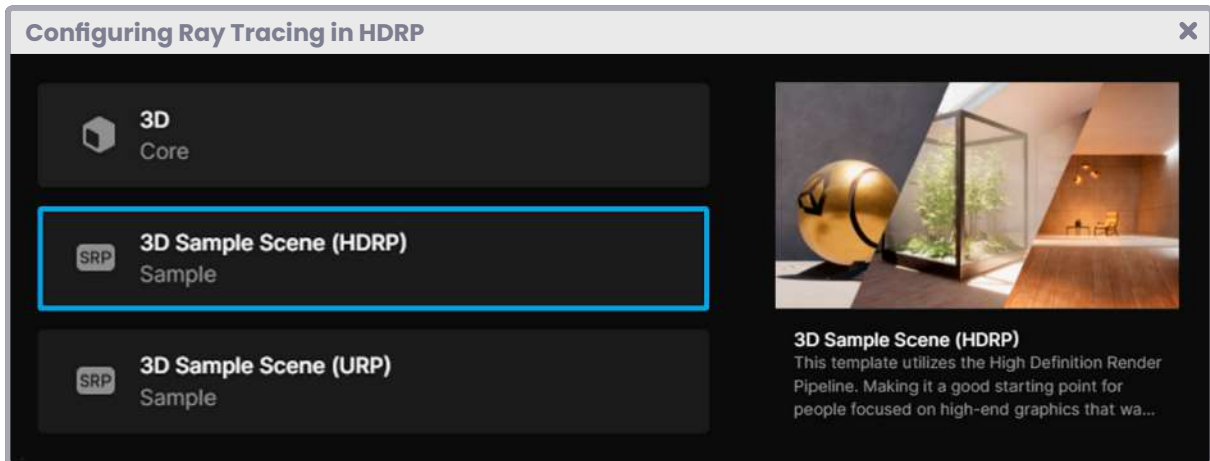 Configuring Ray Tracing in HDRP
3D
Core
SRP
3D Sample Scene (HDRP)
Sample
SRP
3D Sample Scene (URP)
Sample
3D Sample Scene (HDRP)
This template utilizes the High Definition Render
Pipeline. Making it a good starting point for
people focused on high-end graphics that wa...